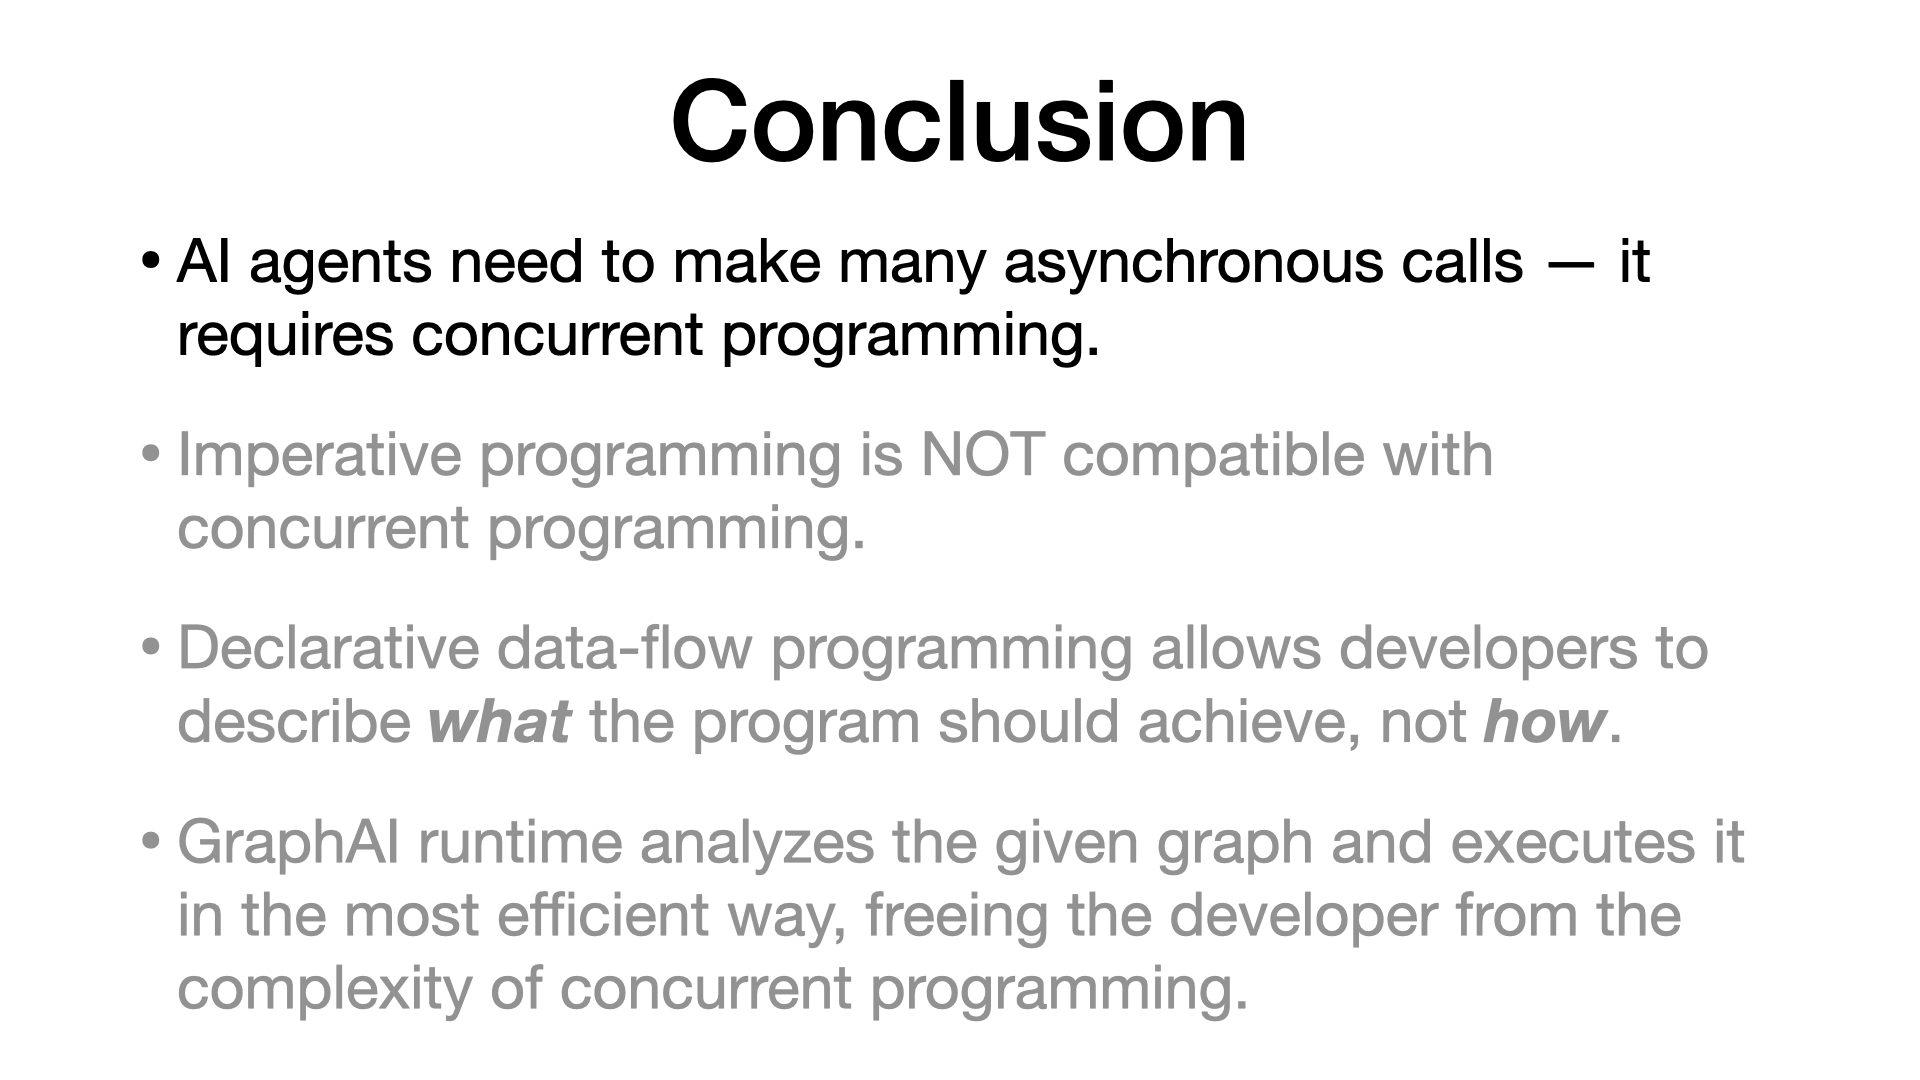 Conclusion
• AI agents need to make many asynchronous calls — it
requires concurrent programming.
• Imperative programming is NOT compatible with
concurrent programming.
• Declarative data-flow programming allows developers to
describe what the program should achieve, not how.
• GraphAI runtime analyzes the given graph and executes it
in the most efficient way, freeing the developer from the
complexity of concurrent programming.